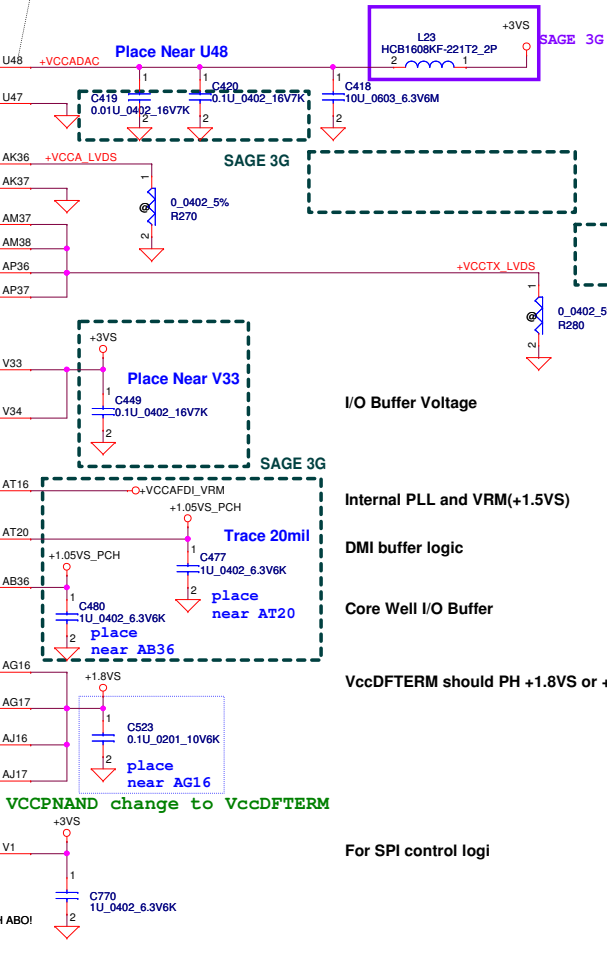 L23
HCB1608KF-221T2_2P
+3VS
SAGE 3G
2
1
U48
+VCCADAC
Place Near U48
1
1
1
C419
0.01U_0402_16V7K
C420
0.1U_0402_16V7K
C418
10U_0603_6.3V6M
2
2
2
U47
SAGE 3G
AK36
+VCCA_LVDS
AK37
1
@
0_0402_5%
R270
2
AM37
AM38
AP36
+VCCTX_LVDS
AP37
1
@
0_0402_5
R280
2
+3VS
V33
Place Near V33
1
C449
0.1U_0402_16V7K
2
V34
I/O Buffer Voltage
SAGE 3G
AT16
+VCCAFDI_VRM
Internal PLL and VRM(+1.5VS)
+1.05VS_PCH
AT20
Trace 20mil
DMI buffer logic
1
C477
1U_0402_6.3V6K
2
place
near AT20
+1.05VS_PCH
AB36
1
C480
1U_0402_6.3V6K
2
place
near AB36
Core Well I/O Buffer
AG16
+1.8VS
VccDFTERM should PH +1.8VS or +
AG17
1
C523
0.1U_0201_10V6K
2
AJ16
place
near AG16
AJ17
VCCPNAND change to VccDFTERM
+3VS
V1
For SPI control logi
1
C770
1U_0402_6.3V6K
2
H ABO!